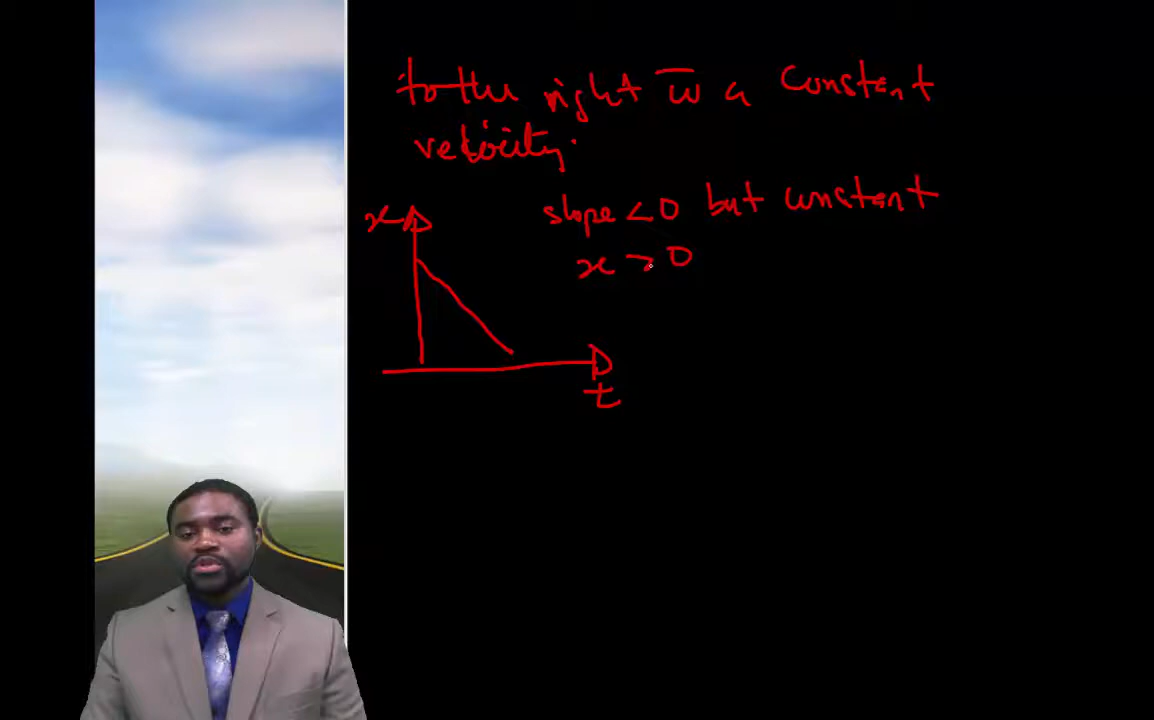 to the right w̅ a constant
velocity.
slope < 0 but constant
x > 0
x
t